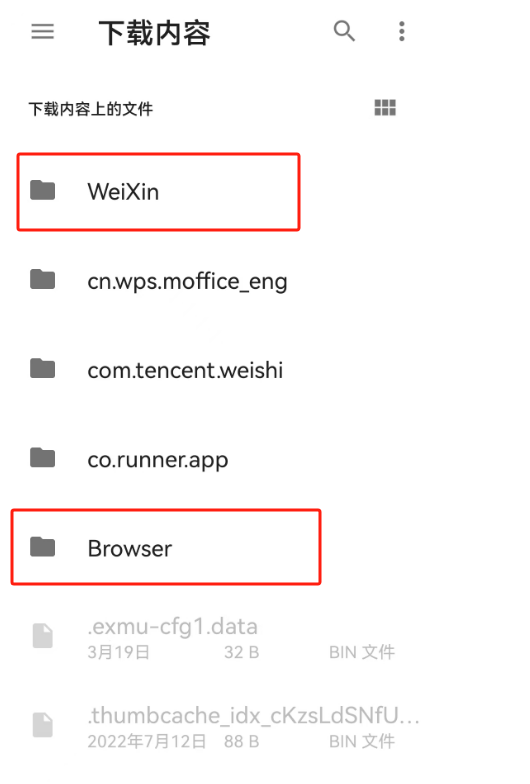 下载内容
下载内容上的文件
WeiXin
cn.wps.moffice_eng
com.tencent.weishi
co.runner.app
Browser
.exmu-cfg1.data
3月19日 32 B BIN 文件
.thumbcache_idx_cKzsLdSNfU…
2022年7月12日 88 B BIN 文件